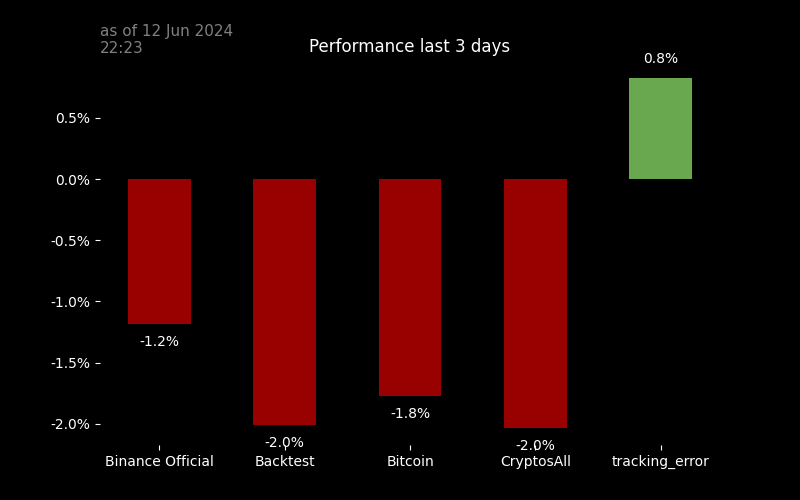 as of 12 Jun 2024
22:23
Performance last 3 days
0.8%
0.5%
0.0%
-0.5%
-1.0%
-1.2%
-1.5%
-1.8%
-2.0%
-2.0%
-2.0%
Binance Official
Backtest
Bitcoin
CryptosAll
tracking_error